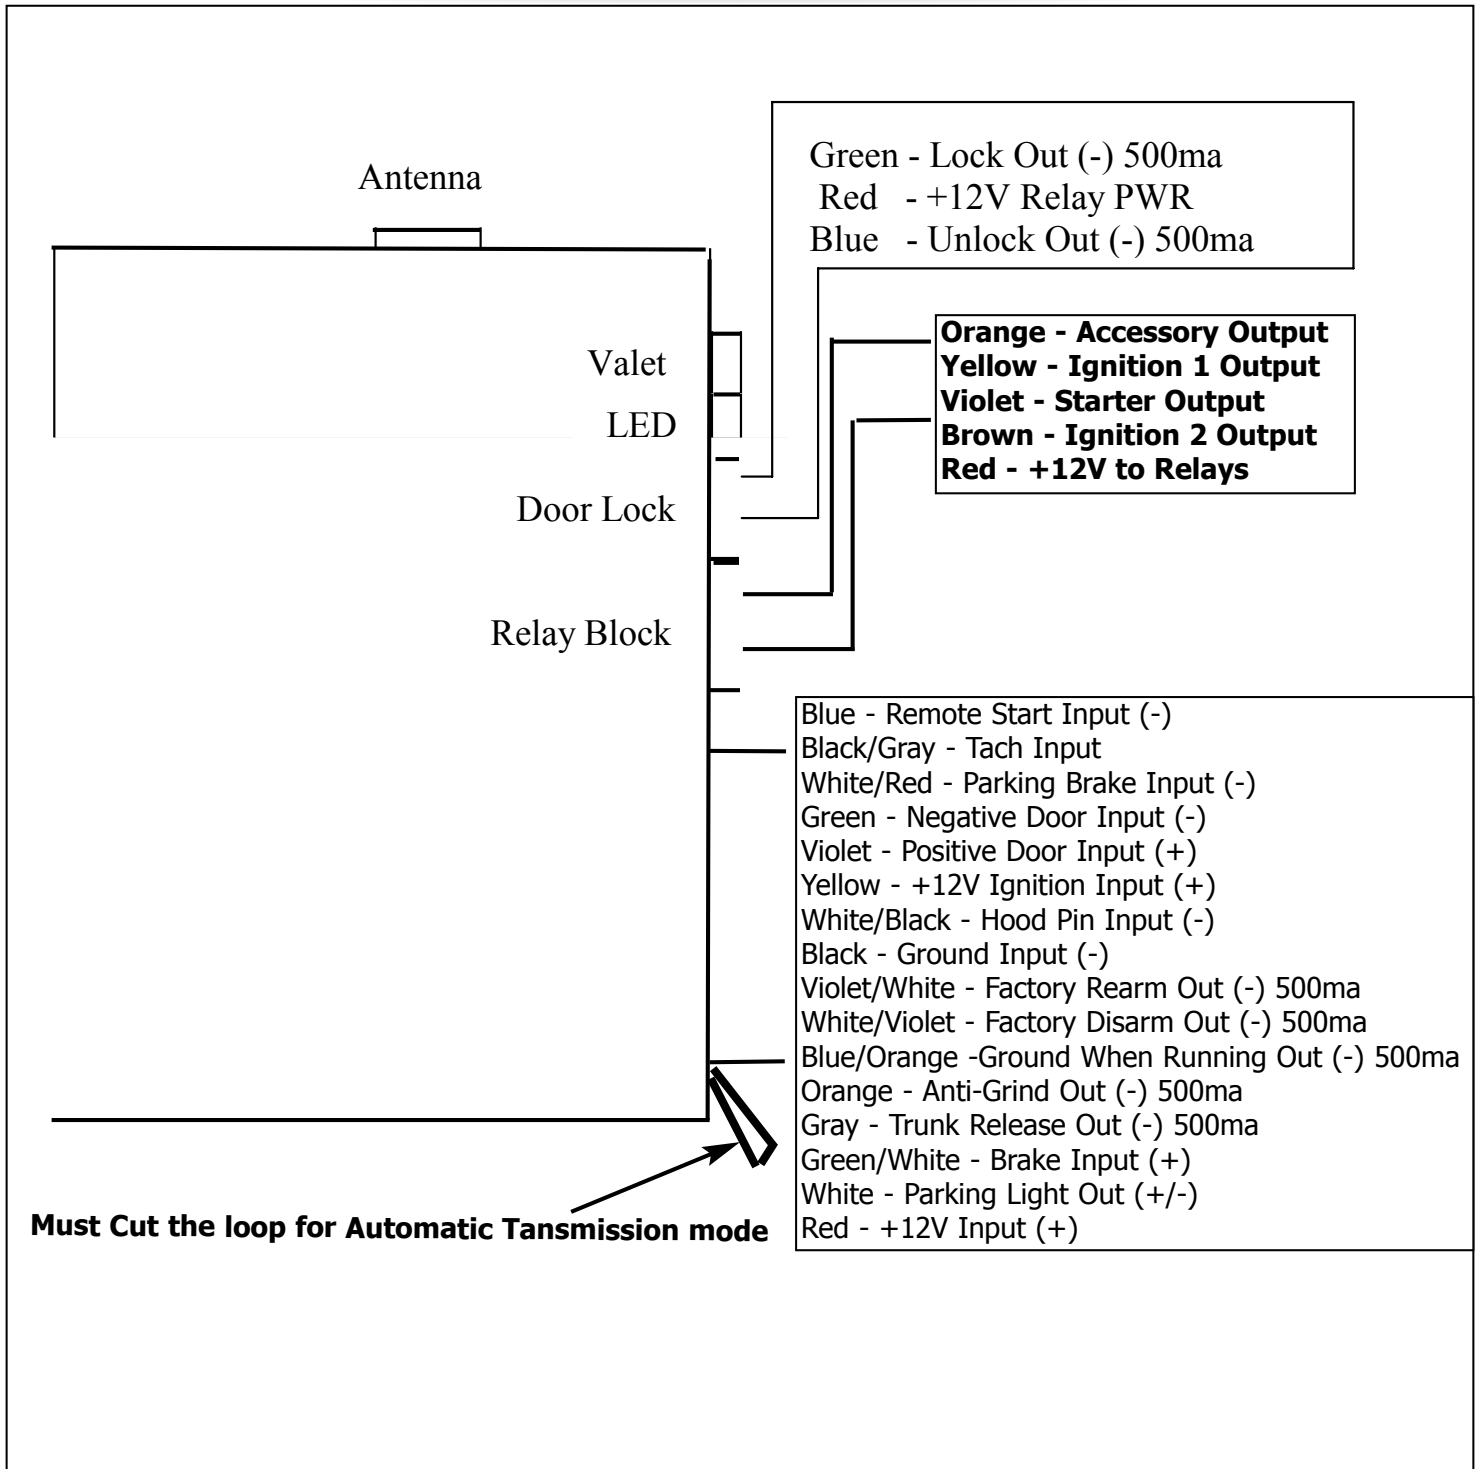 Antenna
Green - Lock Out (-) 500ma
Red - +12V Relay PWR
Blue - Unlock Out (-) 500ma
Valet
LED
Door Lock
Relay Block
Orange - Accessory Output
Yellow - Ignition 1 Output
Violet - Starter Output
Brown - Ignition 2 Output
Red - +12V to Relays
Blue - Remote Start Input (-)
Black/Gray - Tach Input
White/Red - Parking Brake Input (-)
Green - Negative Door Input (-)
Violet - Positive Door Input (+)
Yellow - +12V Ignition Input (+)
White/Black - Hood Pin Input (-)
Black - Ground Input (-)
Violet/White - Factory Rearm Out (-) 500ma
White/Violet - Factory Disarm Out (-) 500ma
Blue/Orange -Ground When Running Out (-) 500ma
Orange - Anti-Grind Out (-) 500ma
Gray - Trunk Release Out (-) 500ma
Green/White - Brake Input (+)
White - Parking Light Out (+/-)
Red - +12V Input (+)
Must Cut the loop for Automatic Tansmission mode